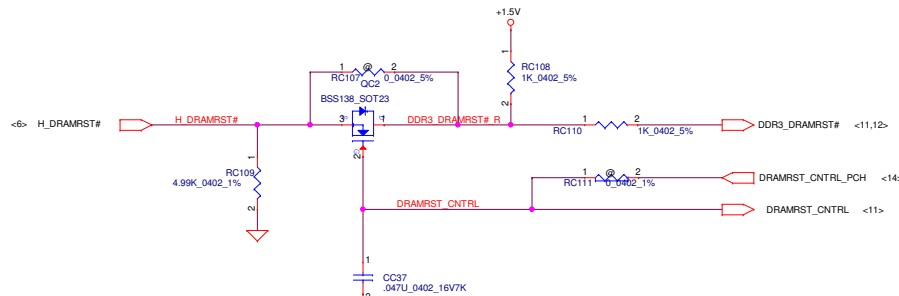 +1.5V
1 @ 2
RC107 0_0402_5%
QC2
BSS138_SOT23
1
RC108
1K_0402_5%
2
<6> H_DRAMRST#
H_DRAMRST#
3 1
DDR3_DRAMRST#_R
1 2
RC110 1K_0402_5%
DDR3_DRAMRST# <11,12>
2
1
RC109
4.99K_0402_1%
2
1 @ 2
RC111 0_0402_1%
DRAMRST_CNTRL_PCH <14>
DRAMRST_CNTRL
DRAMRST_CNTRL <11>
1
CC37
.047U_0402_16V7K